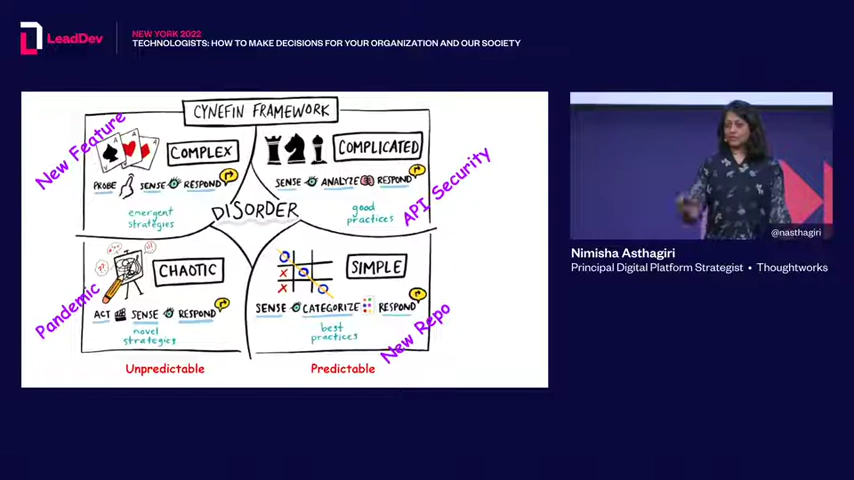 LeadDev
NEW YORK 2022
TECHNOLOGISTS: HOW TO MAKE DECISIONS FOR YOUR ORGANIZATION AND OUR SOCIETY
CYNEFIN FRAMEWORK
New Feature
A A A
COMPLEX
PROBE SENSE RESPOND
emergent
strategies
COMPLICATED
SENSE ANALYZE RESPOND
good
practices
API Security
DISORDER
CHAOTIC
Pandemic
ACT SENSE RESPOND
novel
strategies
SIMPLE
SENSE CATEGORIZE RESPOND
best
practices
New Repo
Unpredictable
Predictable
@nasthagiri
Nimisha Asthagiri
Principal Digital Platform Strategist • Thoughtworks